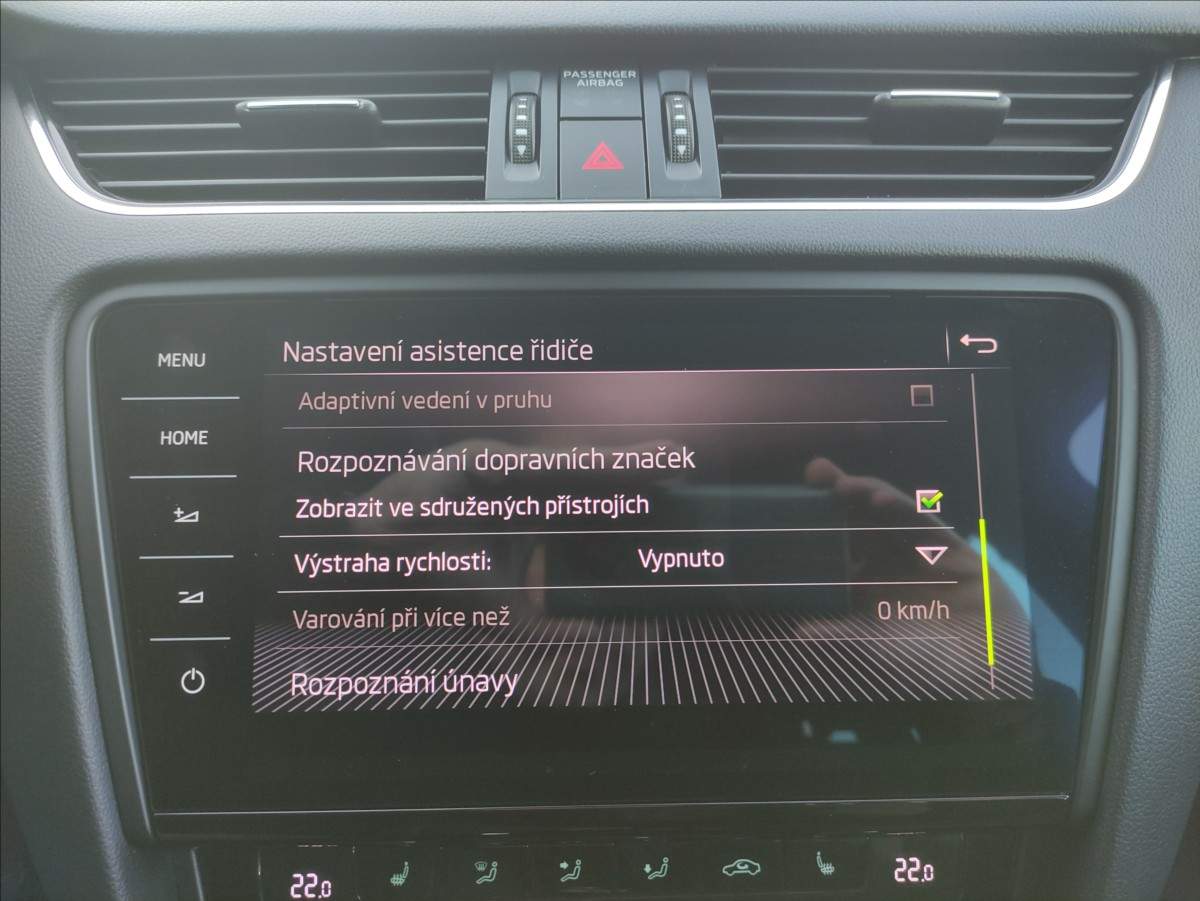 PASSENGER
AIRBAG
MENU
HOME
Nastavení asistence řidiče
Adaptivní vedení v pruhu
Rozpoznávání dopravních značek
Zobrazit ve sdružených přístrojích
Výstraha rychlosti: Vypnuto
Varování při více než 0 km/h
Rozpoznání únavy
22.0 22.0